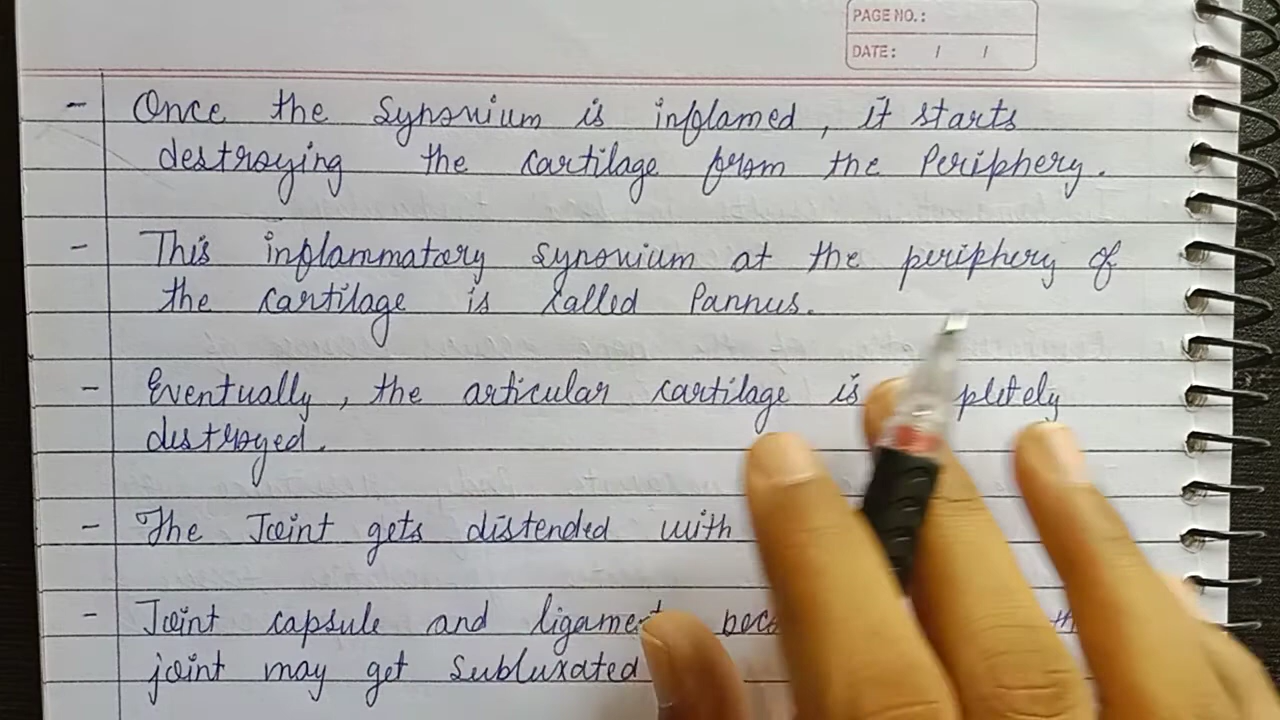 PAGE NO.:
DATE: / /
- Once the Synovium is inflamed, it starts
destroying the cartilage from the Periphery.
- This inflammatory synovium at the periphery of
the cartilage is called Pannus.
- Eventually, the articular cartilage is pletely
destroyed.
- The Joint gets distended with
- Joint capsule and ligament
joint may get subluxated